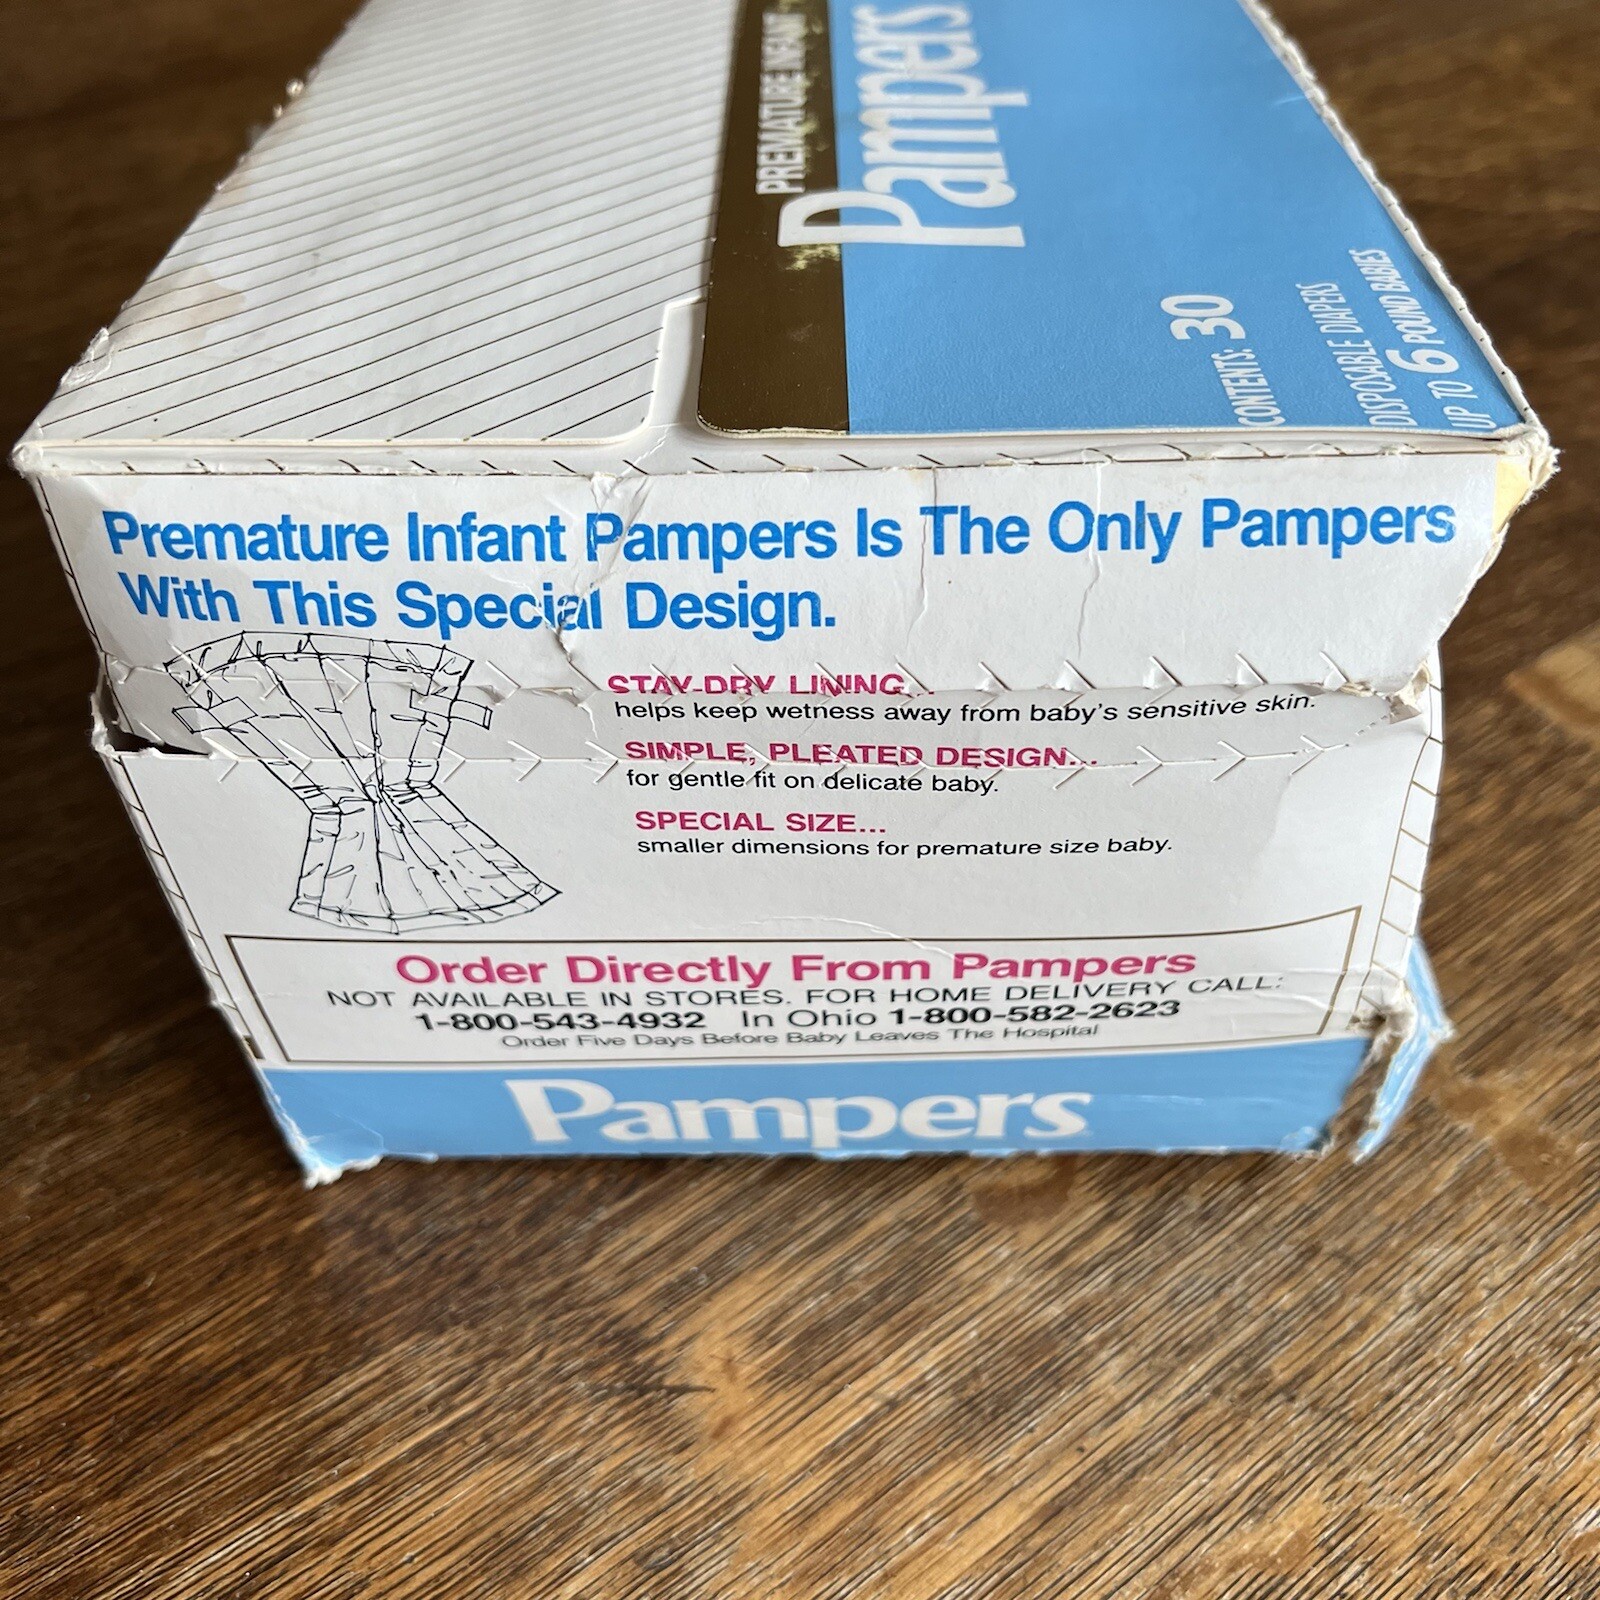 PREMATURE INFANT
Pampers
CONTENTS: 30
DISPOSABLE DIAPERS
UP TO 6 POUND BABIES
Premature Infant Pampers Is The Only Pampers
With This Special Design.
STAY-DRY LINING...
helps keep wetness away from baby's sensitive skin.
SIMPLE, PLEATED DESIGN...
for gentle fit on delicate baby.
SPECIAL SIZE...
smaller dimensions for premature size baby.
Order Directly From Pampers
NOT AVAILABLE IN STORES. FOR HOME DELIVERY CALL:
1-800-543-4932 In Ohio 1-800-582-2623
Order Five Days Before Baby Leaves The Hospital
Pampers